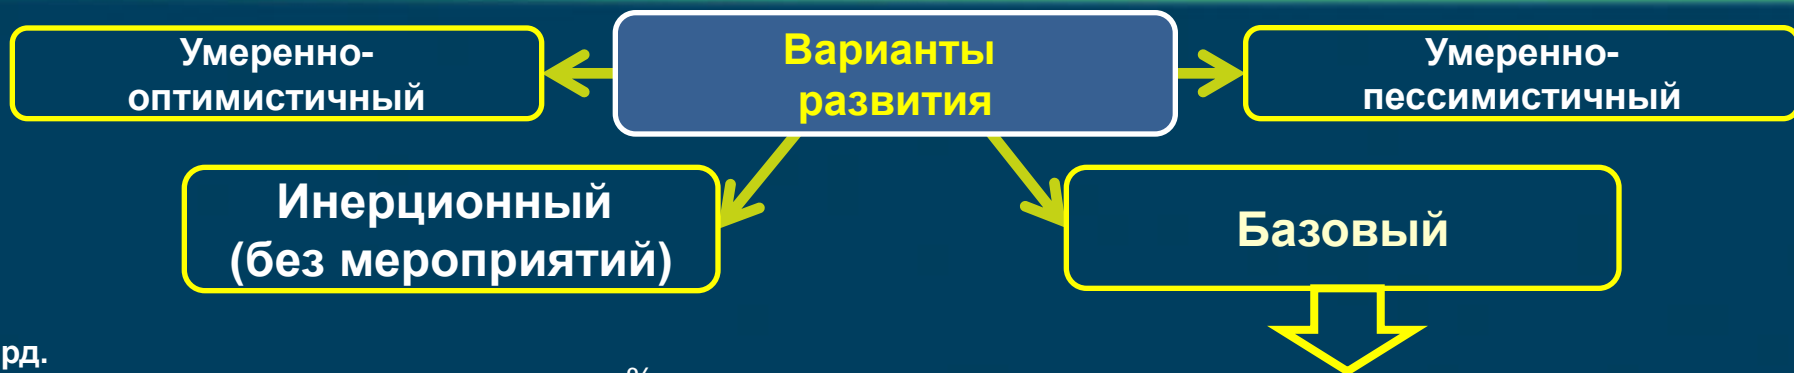 Варианты
развития
Умеренно-
оптимистичный
Умеренно-
пессимистичный
Инерционный
(без мероприятий)
Базовый
рд.
%